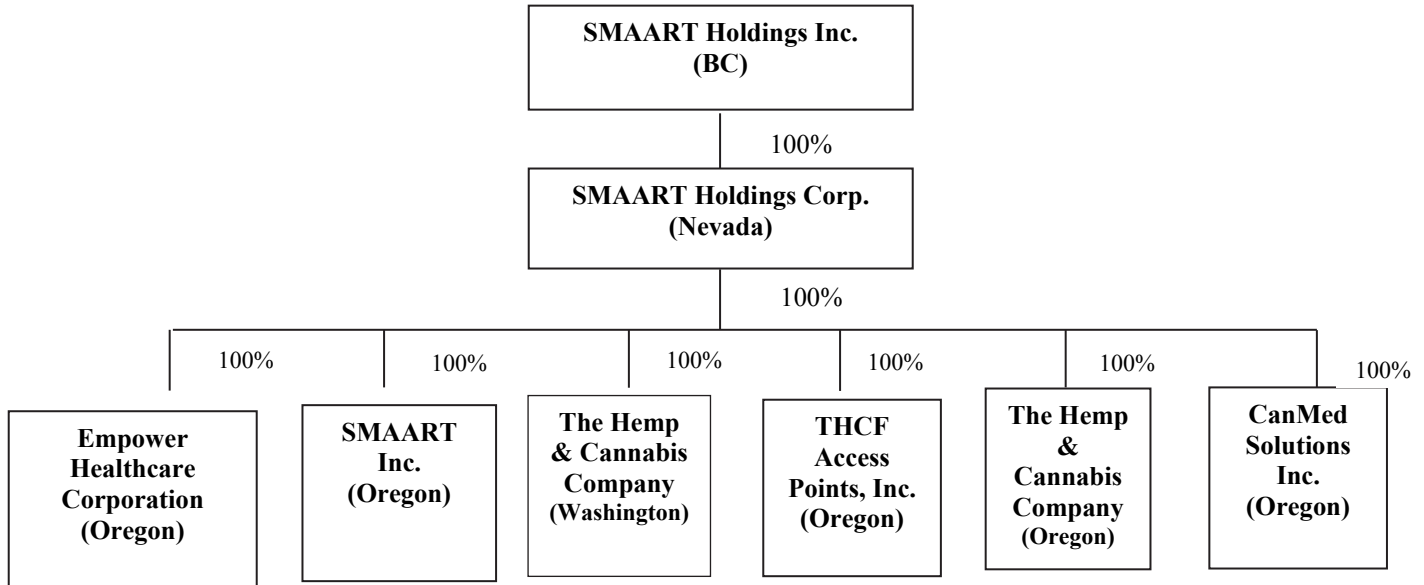 SMAART Holdings Inc.
(BC)
100%
SMAART Holdings Corp.
(Nevada)
100%
100%
100%
100%
100%
100%
100%
Empower
Healthcare
Corporation
(Oregon)
SMAART
Inc.
(Oregon)
The Hemp
& Cannabis
Company
(Washington)
THCF
Access
Points, Inc.
(Oregon)
The Hemp
&
Cannabis
Company
(Oregon)
CanMed
Solutions
Inc.
(Oregon)